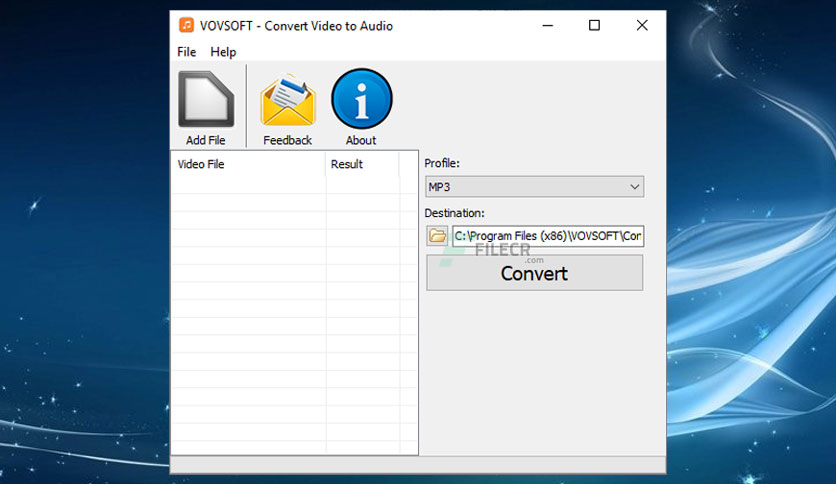 VOVSOFT - Convert Video to Audio
File Help
Add File Feedback About
Video File Result
Profile:
MP3
Destination:
C:\Program Files (x86)\VOVSOFT\Con
FILECR
.com
Convert